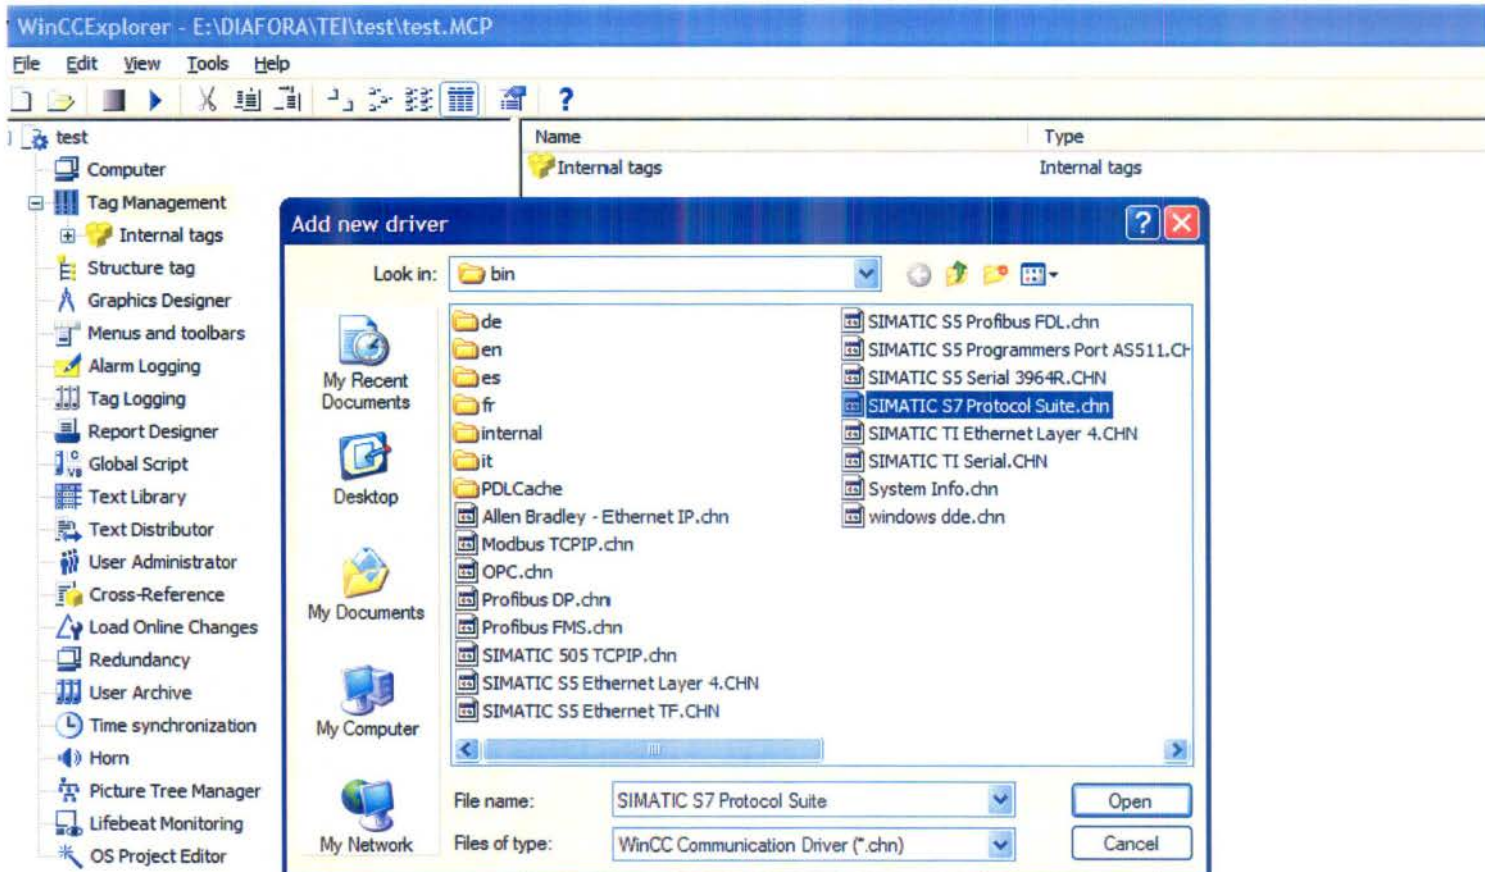 WinCCExplorer - E:\DIAFORA\TEI\test\test.MCP
File Edit View Tools Help
test
Computer
Tag Management
Internal tags
Structure tag
Graphics Designer
Menus and toolbars
Alarm Logging
Tag Logging
Report Designer
Global Script
Text Library
Text Distributor
User Administrator
Cross-Reference
Load Online Changes
Redundancy
User Archive
Time synchronization
Horn
Picture Tree Manager
Lifebeat Monitoring
OS Project Editor
Name Type
Internal tags Internal tags
Add new driver
Look in: bin
My Recent
Documents
Desktop
My Documents
My Computer
My Network
de
en
es
fr
internal
it
PDLCache
Allen Bradley - Ethernet IP.chn
Modbus TCPIP.chn
OPC.chn
Profibus DP.chn
Profibus FMS.chn
SIMATIC 505 TCPIP.chn
SIMATIC S5 Ethernet Layer 4.CHN
SIMATIC S5 Ethernet TF.CHN
SIMATIC S5 Profibus FDL.chn
SIMATIC S5 Programmers Port AS511.CH
SIMATIC S5 Serial 3964R.CHN
SIMATIC S7 Protocol Suite.chn
SIMATIC TI Ethernet Layer 4.CHN
SIMATIC TI Serial.CHN
System Info.chn
windows dde.chn
File name: SIMATIC S7 Protocol Suite Open
Files of type: WinCC Communication Driver (*.chn) Cancel